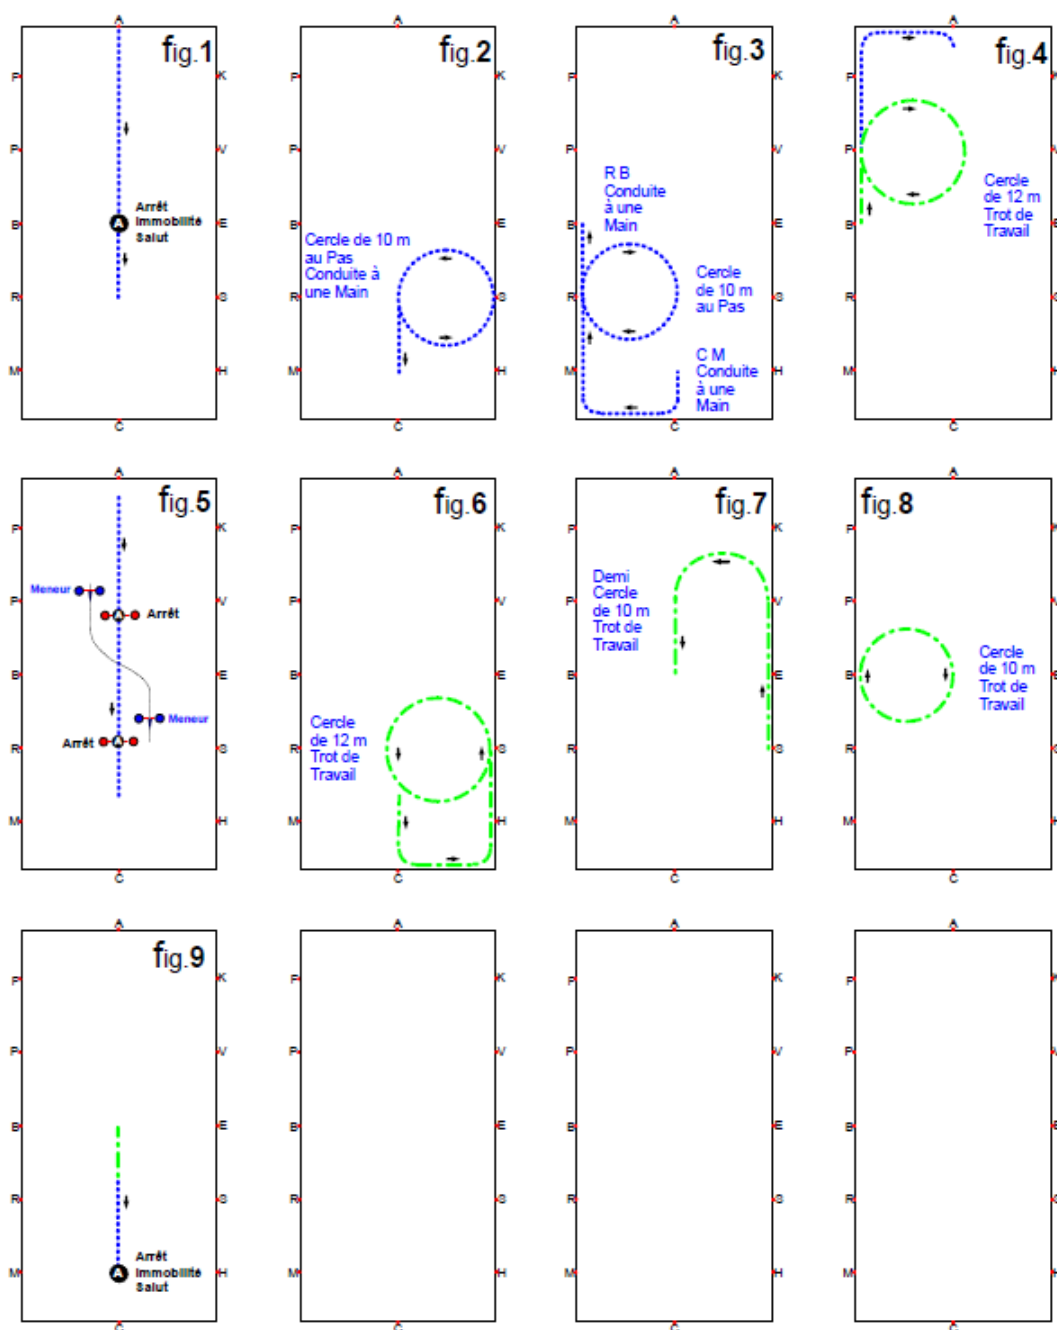 A
fig.1
P
K
P
V
Arrêt
Immobilité
Salut
A
B
E
R
S
M
H
C
A
fig.2
P
K
P
V
B
E
Cercle de 10 m
au Pas
Conduite à
une Main
R
S
M
H
C
A
fig.3
P
K
P
V
R B
Conduite
à une
Main
B
E
Cercle
de 10 m
au Pas
R
S
C M
Conduite
à une
Main
M
H
C
A
fig.4
P
K
P
V
Cercle
de 12 m
Trot de
Travail
B
E
R
S
M
H
C
A
fig.5
P
K
Meneur
P
V
A
Arrêt
B
E
Meneur
Arrêt
A
R
S
M
H
C
A
fig.6
P
K
P
V
B
E
Cercle
de 12 m
Trot de
Travail
R
S
M
H
C
A
fig.7
P
K
Demi
Cercle
de 10 m
Trot de
Travail
P
V
B
E
R
S
M
H
C
A
fig.8
P
K
P
V
Cercle
de 10 m
Trot de
Travail
B
E
R
S
M
H
C
A
fig.9
P
K
P
V
B
E
R
S
Arrêt
Immobilité
Salut
A
M
H
C
A
P
K
P
V
B
E
R
S
M
H
C
A
P
K
P
V
B
E
R
S
M
H
C
A
P
K
P
V
B
E
R
S
M
H
C